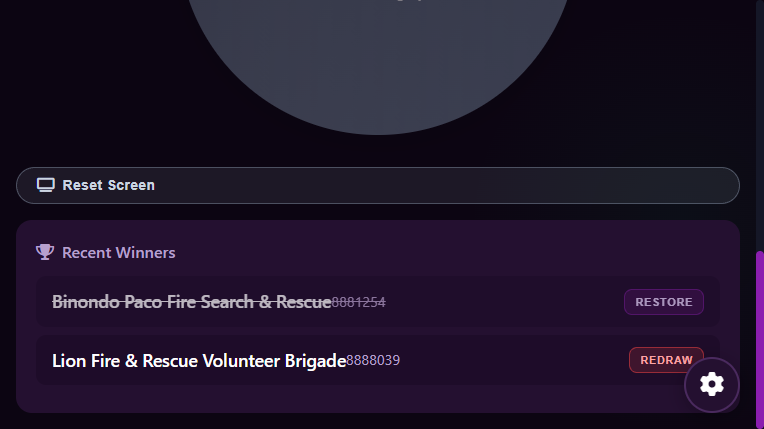 Reset Screen
Recent Winners
Binondo Paco Fire Search & Rescue8881254
RESTORE
Lion Fire & Rescue Volunteer Brigade8888039
REDRAW